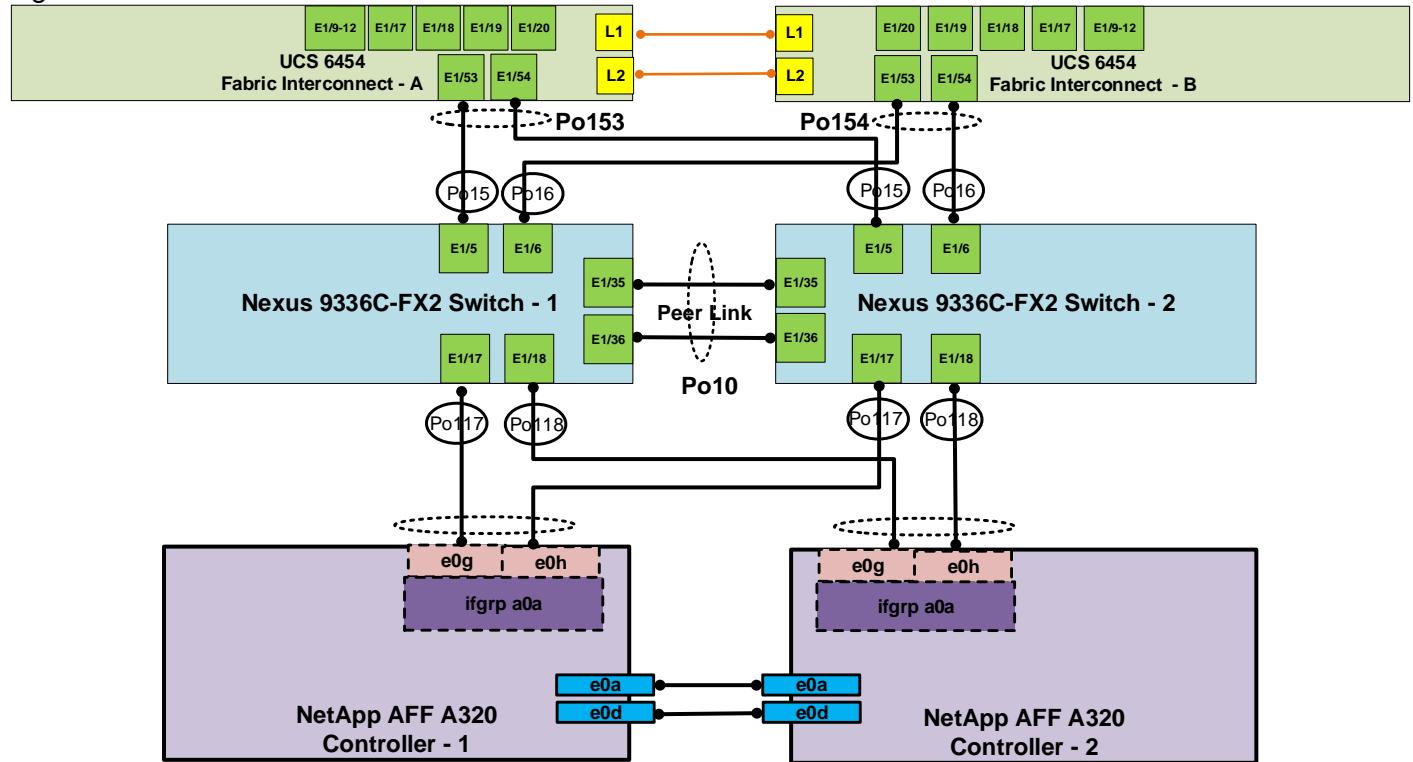 E1/9-12 E1/17 E1/18 E1/19 E1/20 L1 L1 E1/20 E1/19 E1/18 E1/17 E1/9-12
UCS 6454
Fabric Interconnect - A
E1/53 E1/54 L2 L2 E1/53 E1/54
UCS 6454
Fabric Interconnect - B
Po153 Po154
Po15 Po16 Po15 Po16
E1/5 E1/6 E1/5 E1/6
E1/35 E1/35
Nexus 9336C-FX2 Switch - 1
Peer Link
Nexus 9336C-FX2 Switch - 2
E1/36 E1/36
E1/17 E1/18 E1/17 E1/18
Po10
Po117 Po118 Po117 Po118
e0g e0h e0g e0h
ifgrp a0a ifgrp a0a
e0a e0a
e0d e0d
NetApp AFF A320
Controller - 1
NetApp AFF A320
Controller - 2